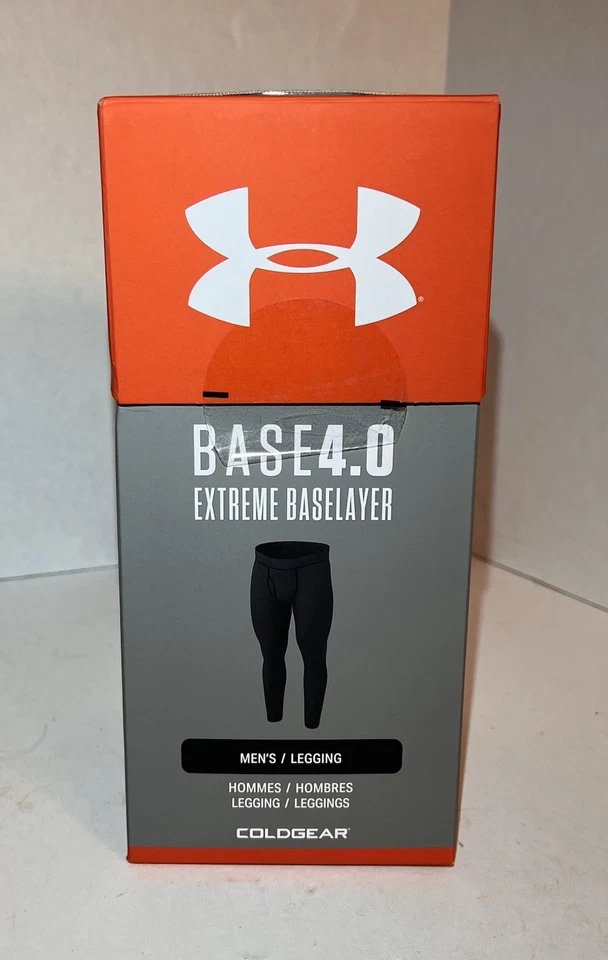 BASE4.0
EXTREME BASELAYER
MEN'S / LEGGING
HOMMES / HOMBRES
LEGGING / LEGGINGS
COLDGEAR